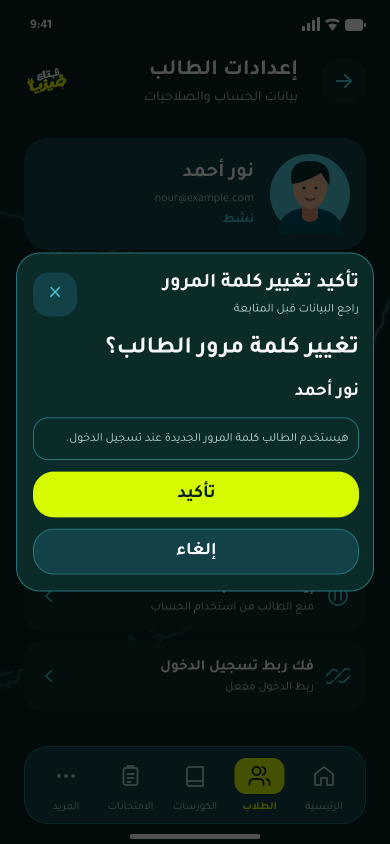 9:41
إعدادات الطالب
بيانات الحساب والصلاحيات
بتاع فيزيا
نور أحمد
nour@example.com
نشط
تأكيد تغيير كلمة المرور
راجع البيانات قبل المتابعة
تغيير كلمة مرور الطالب؟
نور أحمد
هيستخدم الطالب كلمة المرور الجديدة عند تسجيل الدخول.
تأكيد
إلغاء
منع الطالب من استخدام الحساب
فك ربط تسجيل الدخول
ربط الدخول مفعل
الرئيسية
الطلاب
الكورسات
الامتحانات
المزيد